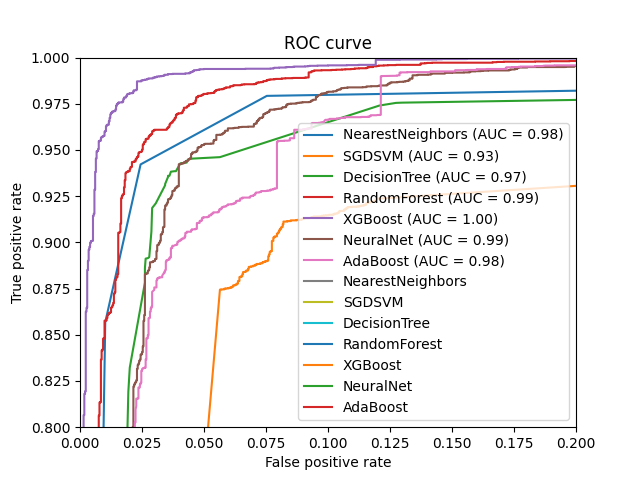 ROC curve
True positive rate
1.000
0.975
0.950
0.925
0.900
0.875
0.850
0.825
0.800
NearestNeighbors (AUC = 0.98)
SGDSVM (AUC = 0.93)
DecisionTree (AUC = 0.97)
RandomForest (AUC = 0.99)
XGBoost (AUC = 1.00)
NeuralNet (AUC = 0.99)
AdaBoost (AUC = 0.98)
NearestNeighbors
SGDSVM
DecisionTree
RandomForest
XGBoost
NeuralNet
AdaBoost
0.000 0.025 0.050 0.075 0.100 0.125 0.150 0.175 0.200
False positive rate